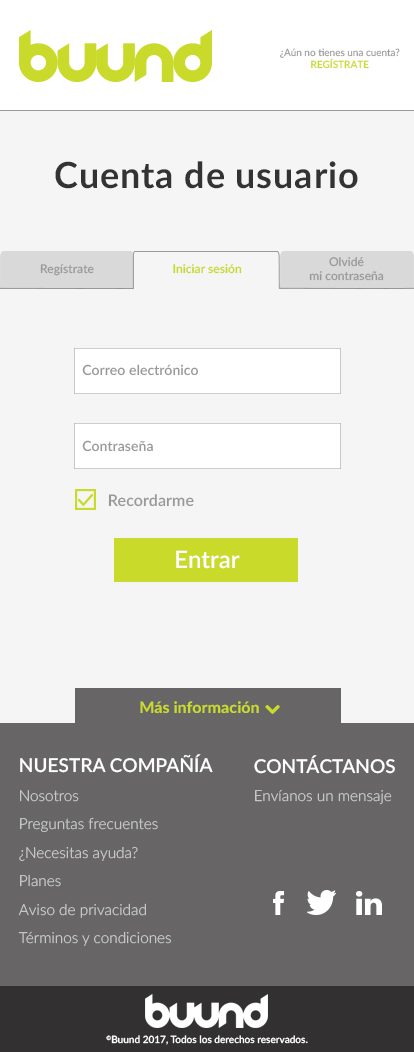 buund
¿Aún no tienes una cuenta?
REGÍSTRATE
Cuenta de usuario
Regístrate
Iniciar sesión
Olvidé
mi contraseña
Correo electrónico
Contraseña
Recordarme
Entrar
Más información
NUESTRA COMPAÑÍA
Nosotros
Preguntas frecuentes
¿Necesitas ayuda?
Planes
Aviso de privacidad
Términos y condiciones
CONTÁCTANOS
Envíanos un mensaje
f
in
buund
©Buund 2017, Todos los derechos reservados.